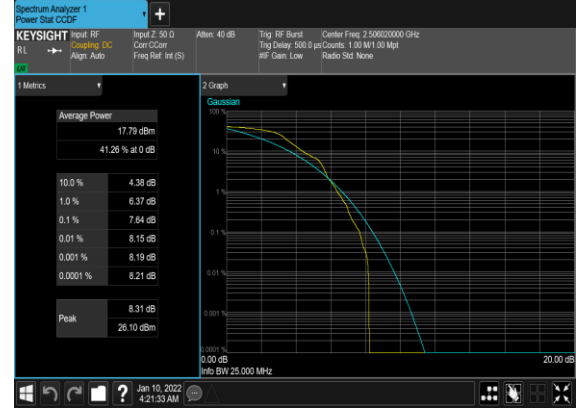 Spectrum Analyzer 1
Power Stat CCDF
+
KEYSIGHT
RL
LXI
Input: RF
Coupling: DC
Align: Auto
Input Z: 50 Ω
Corr CCorr
Freq Ref: Int (S)
Atten: 40 dB
Trig: RF Burst
Trig Delay: 500.0 µs
#IF Gain: Low
Center Freq: 2.506020000 GHz
Counts: 1.00 M/1.00 Mpt
Radio Std: None
1 Metrics
Average Power
17.79 dBm
41.26 % at 0 dB
10.0 % 4.38 dB
1.0 % 6.37 dB
0.1 % 7.64 dB
0.01 % 8.15 dB
0.001 % 8.19 dB
0.0001 % 8.21 dB
Peak
8.31 dB
26.10 dBm
2 Graph
Gaussian
100 %
10 %
1 %
0.1 %
0.01 %
0.001 %
0.0001 %
0.00 dB
20.00 dB
Info BW 25.000 MHz
?
Jan 10, 2022
4:21:33 AM